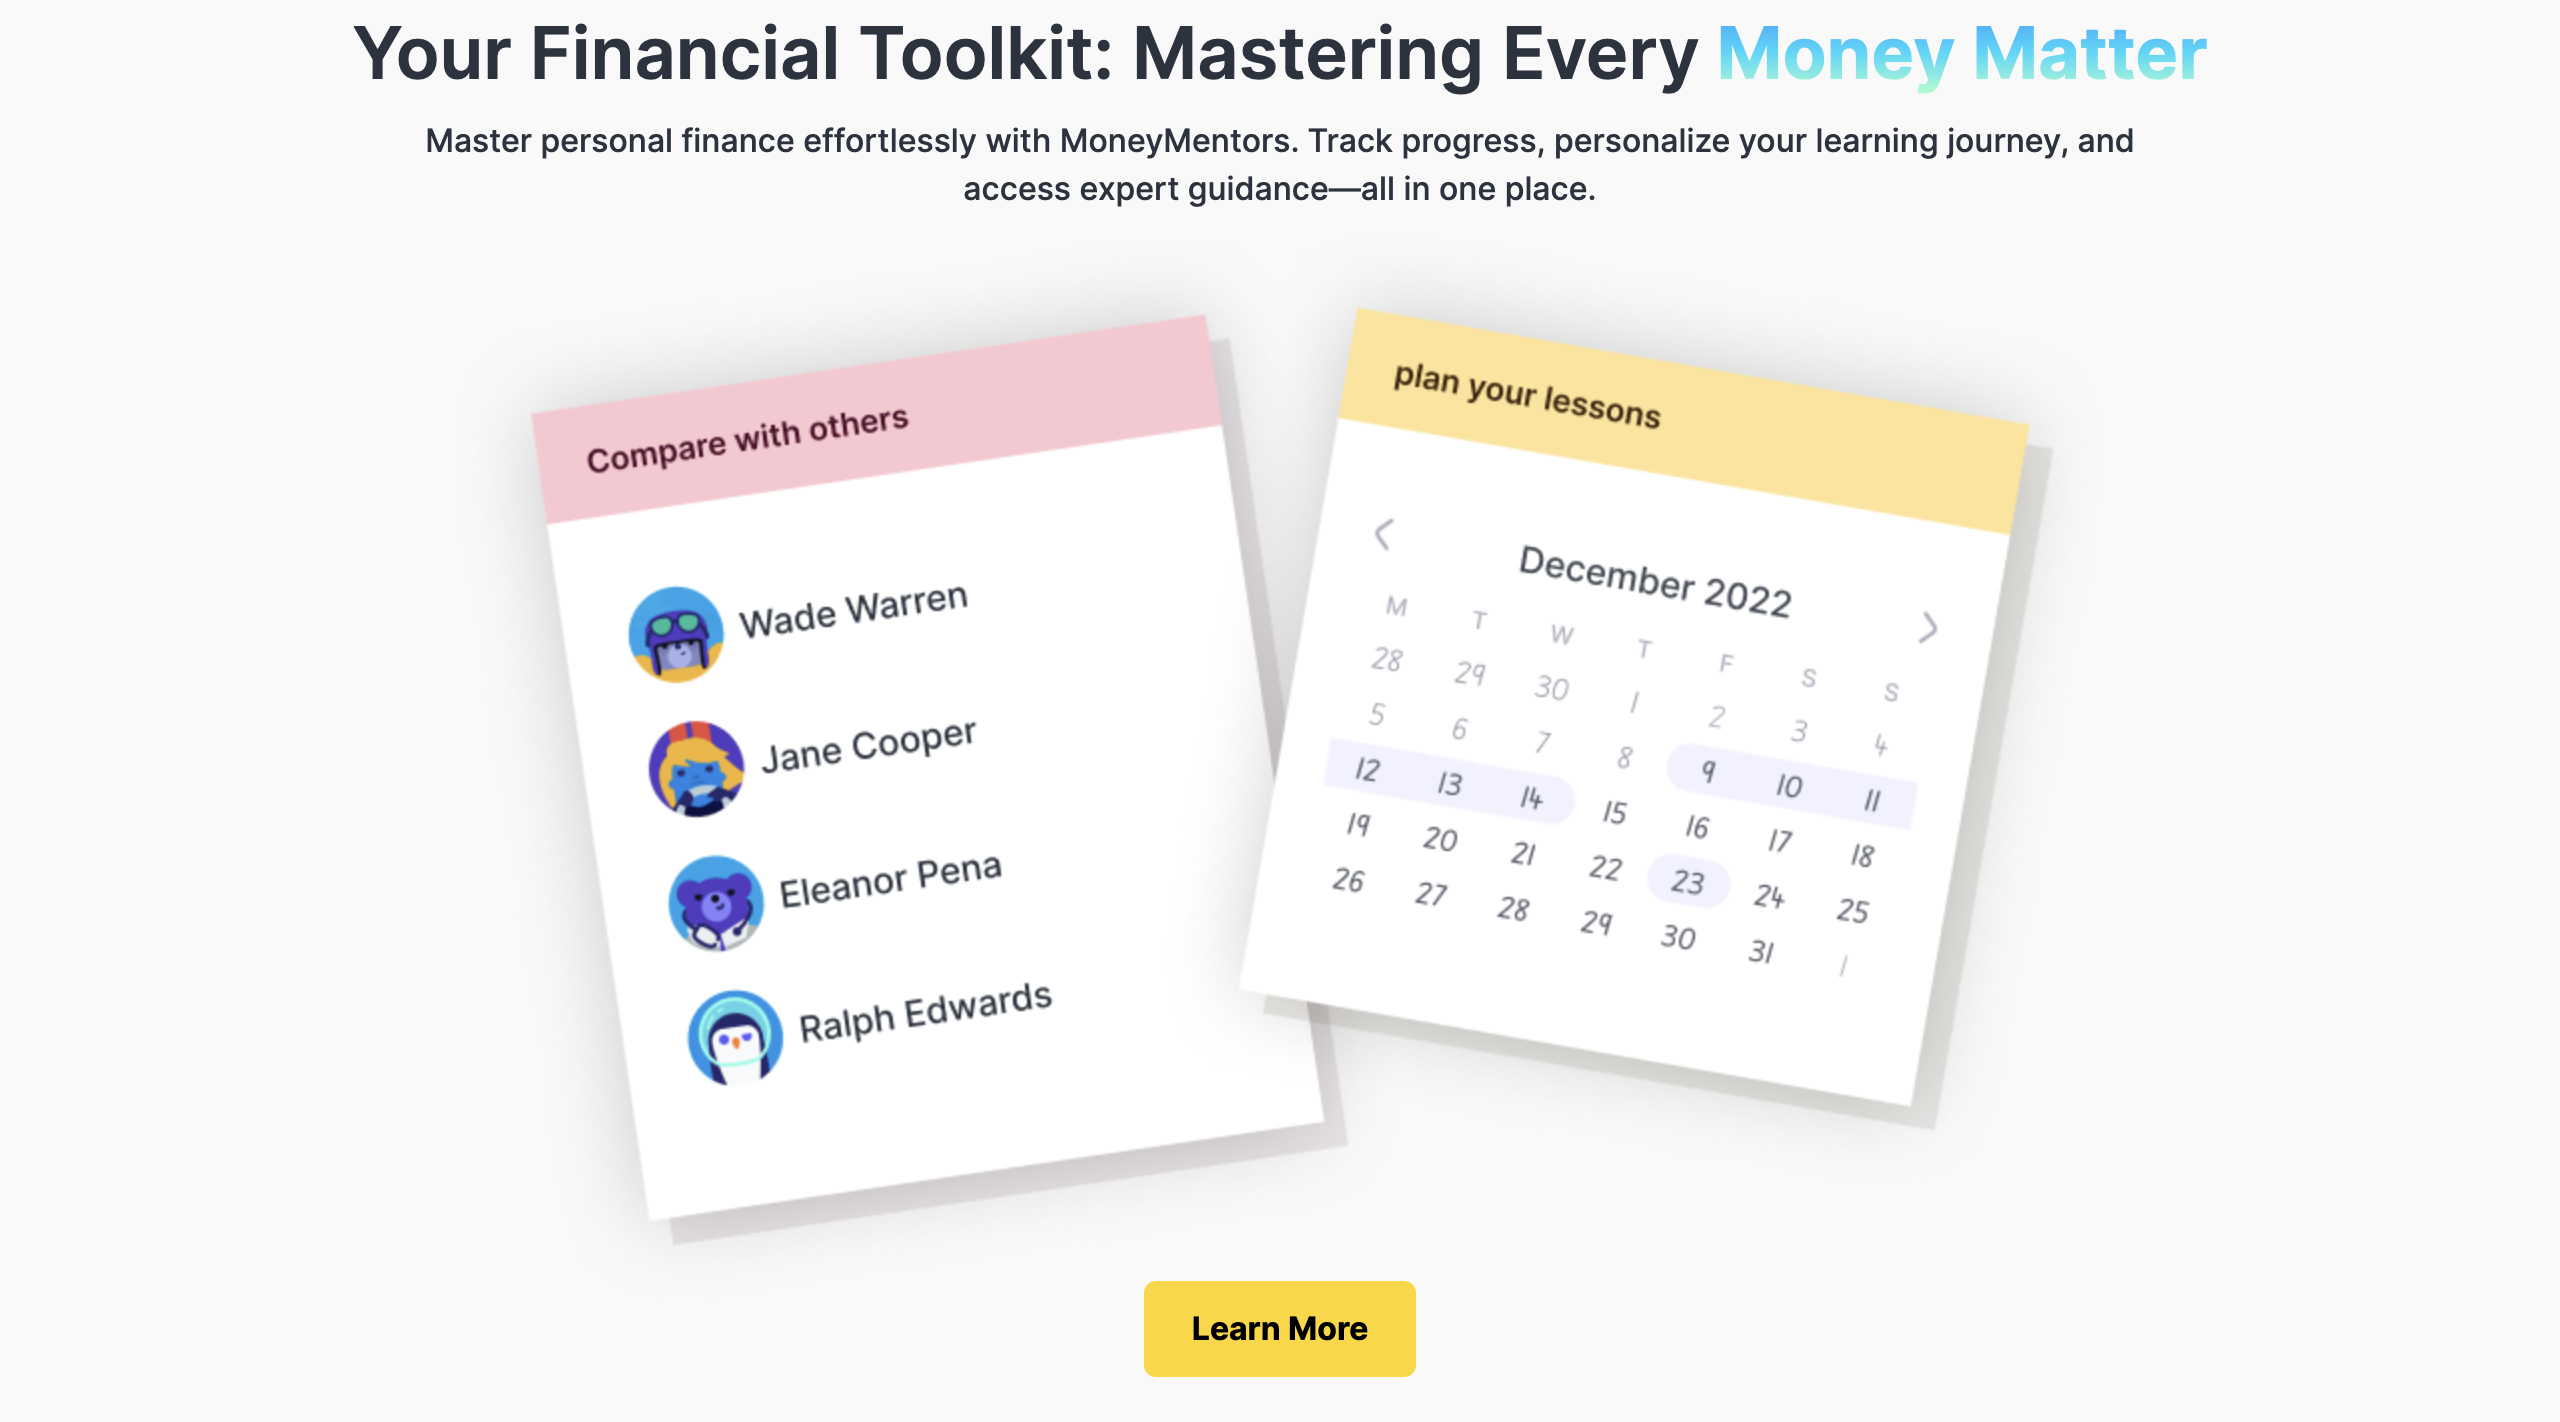 Your Financial Toolkit: Mastering Every Money Matter
Master personal finance effortlessly with MoneyMentors. Track progress, personalize your learning journey, and
access expert guidance—all in one place.
Compare with others
Wade Warren
Jane Cooper
Eleanor Pena
Ralph Edwards
plan your lessons
December 2022
M T W T F S S
28 29 30 1 2 3 4
5 6 7 8 9 10 11
12 13 14 15 16 17 18
19 20 21 22 23 24 25
26 27 28 29 30 31 1
Learn More